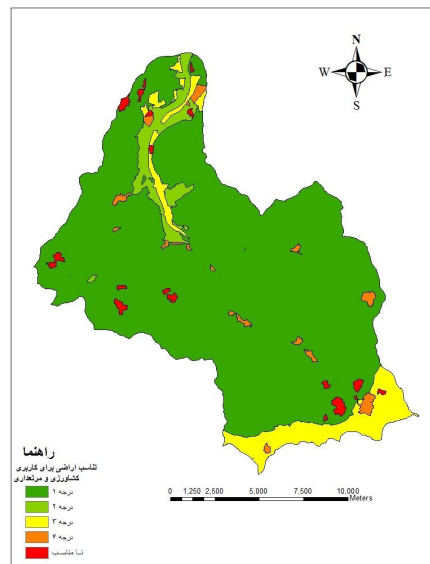 N
W E
S
راهنما
تناسب اراضی برای کاربری
کشاورزی و مرتعداری
درجه ۱
درجه ۲
درجه ۳
درجه ۴
نا مناسب
0 1,250 2,500 5,000 7,500 10,000
Meters